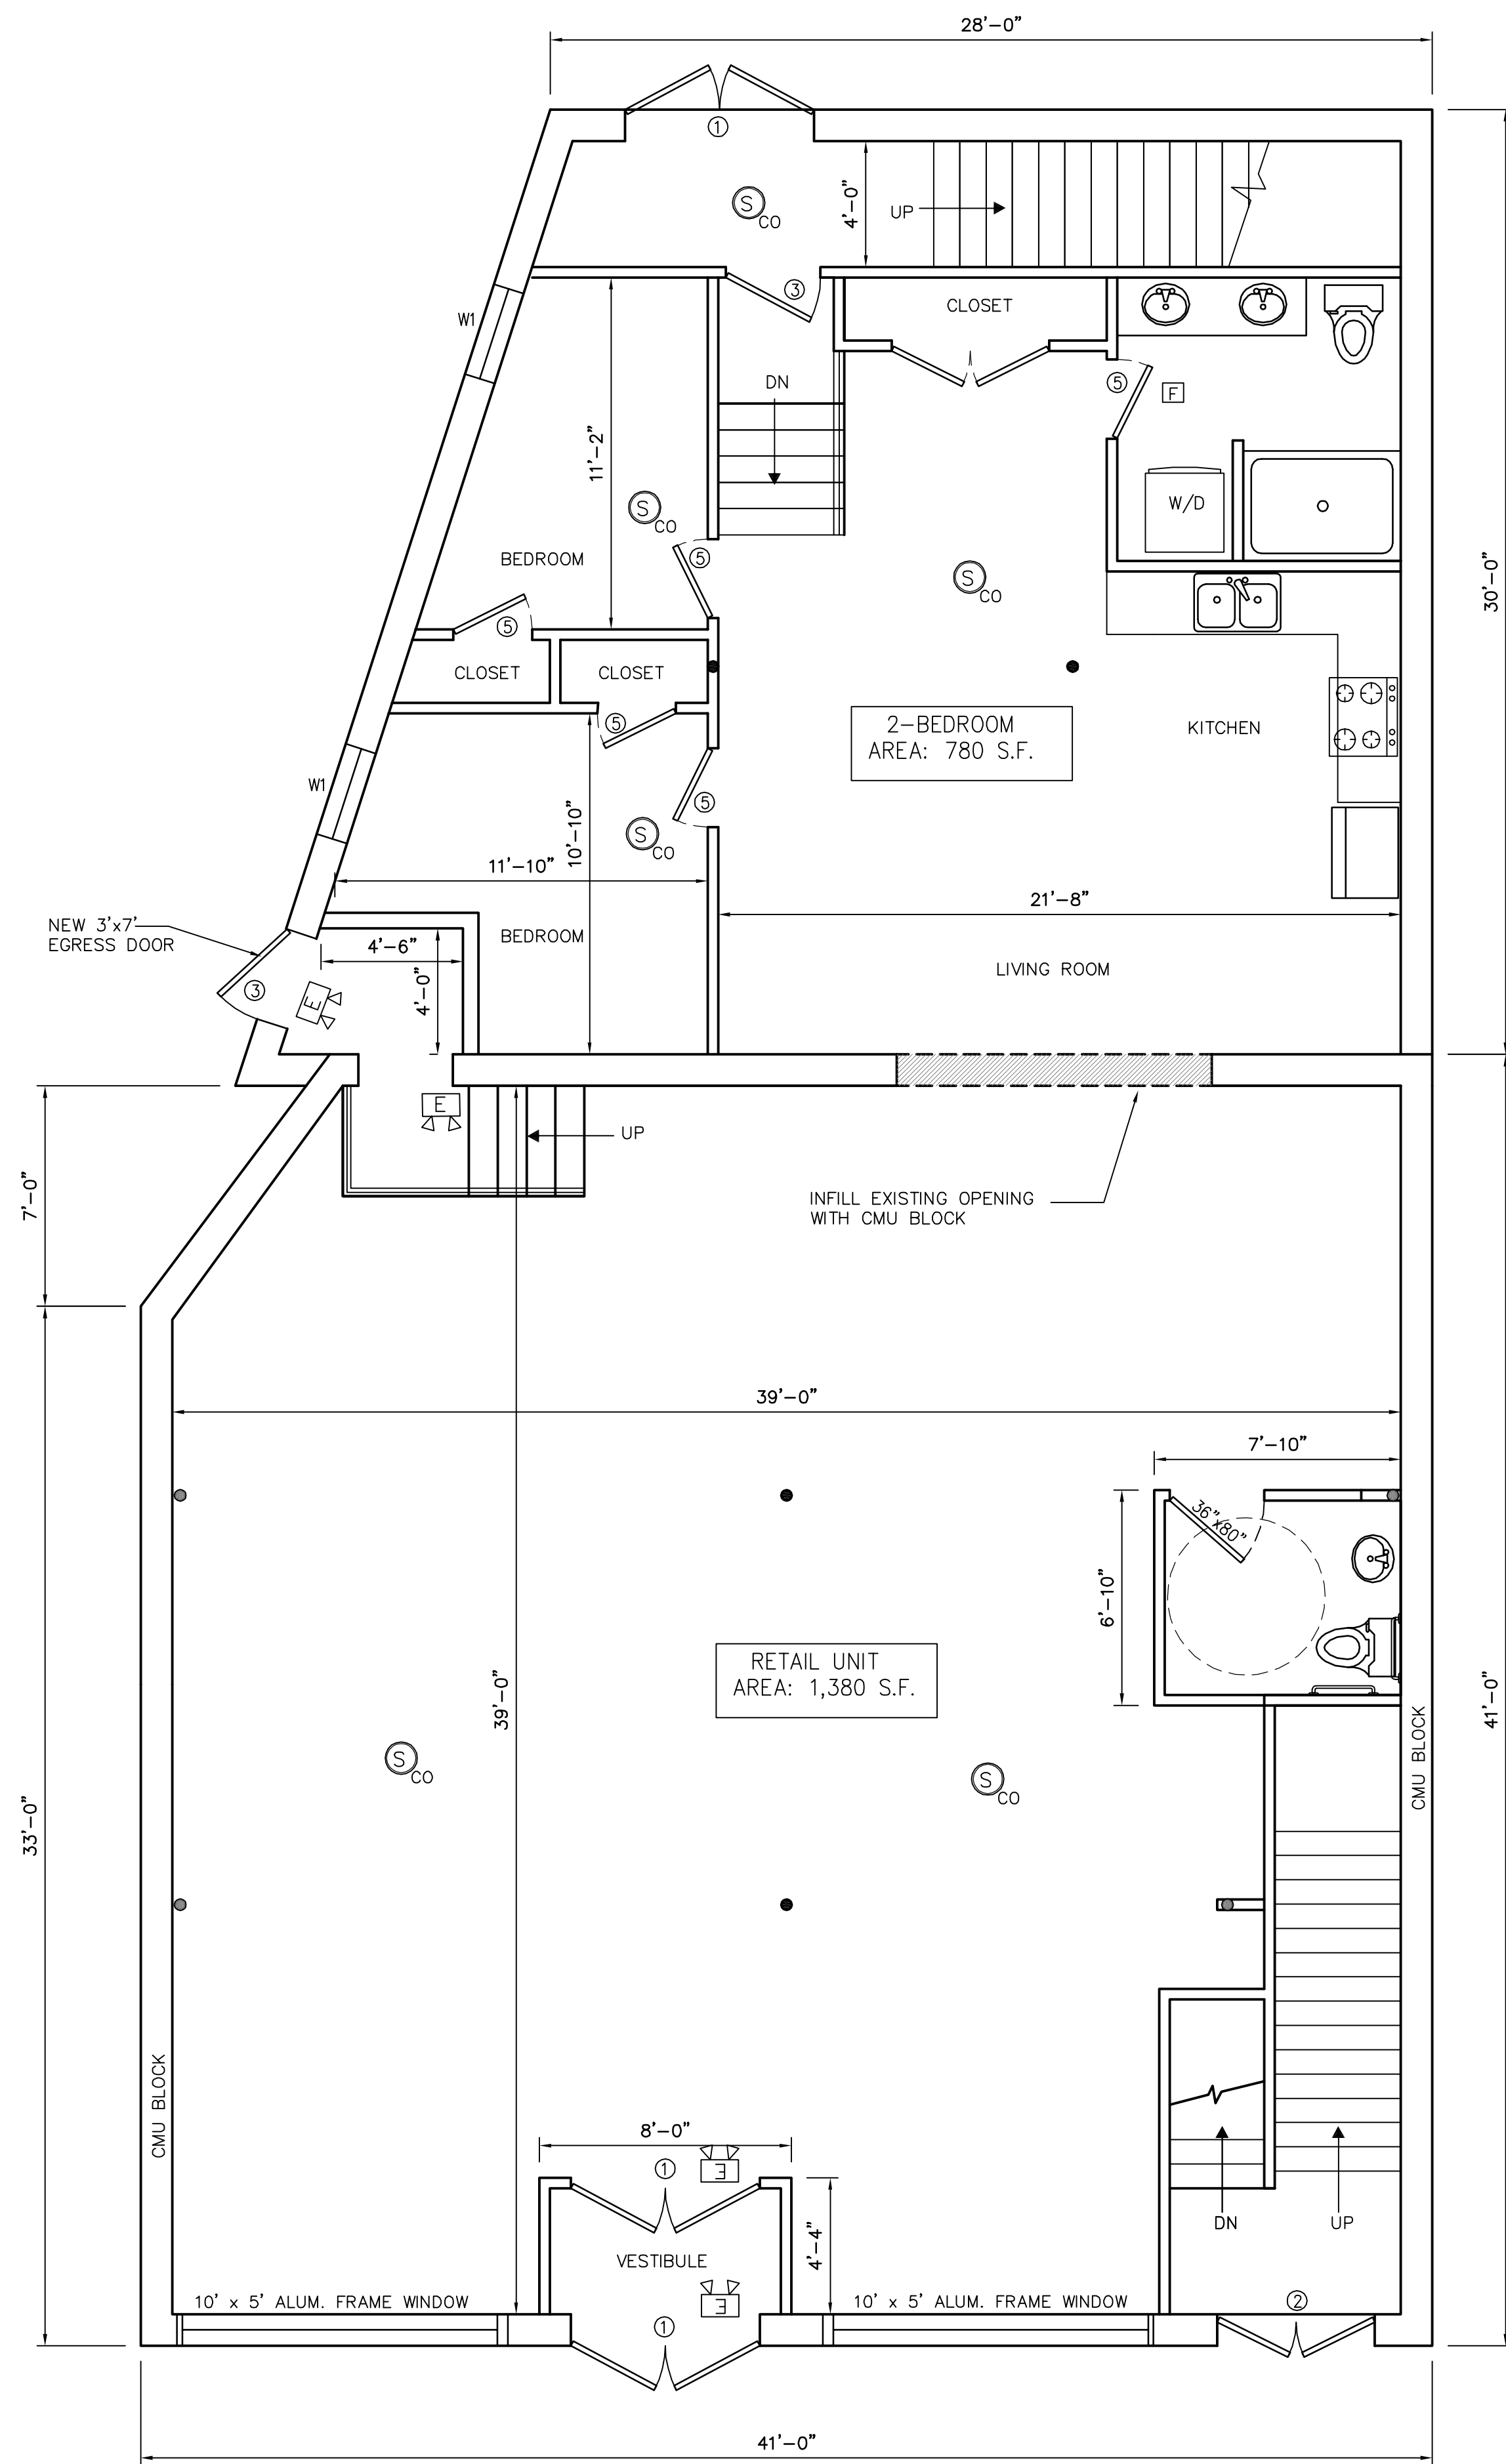 28'-0"
1
S
CO
UP
4'-0"
W1
3
CLOSET
DN
5
F
11'-2"
W/D
S
CO
BEDROOM
5
S
CO
30'-0"
5
CLOSET
CLOSET
5
2-BEDROOM
AREA: 780 S.F.
KITCHEN
W1
5
S
CO
10'-10"
11'-10"
21'-8"
NEW 3'x7'
EGRESS DOOR
4'-6"
BEDROOM
4'-0"
LIVING ROOM
3
E
E
UP
7'-0"
INFILL EXISTING OPENING
WITH CMU BLOCK
39'-0"
7'-10"
36"x80"
6'-10"
RETAIL UNIT
AREA: 1,380 S.F.
39'-0"
41'-0"
CMU BLOCK
S
CO
S
CO
33'-0"
CMU BLOCK
8'-0"
1
E
4'-4"
DN
UP
VESTIBULE
E
10' x 5' ALUM. FRAME WINDOW
10' x 5' ALUM. FRAME WINDOW
1
2
41'-0"